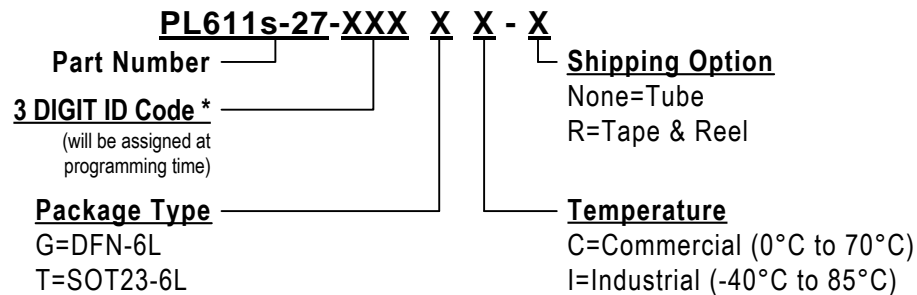 PL611s-27-XXX X X - X
Part Number
3 DIGIT ID Code *
(will be assigned at
programming time)
Package Type
G=DFN-6L
T=SOT23-6L
Shipping Option
None=Tube
R=Tape & Reel
Temperature
C=Commercial (0°C to 70°C)
I=Industrial (-40°C to 85°C)